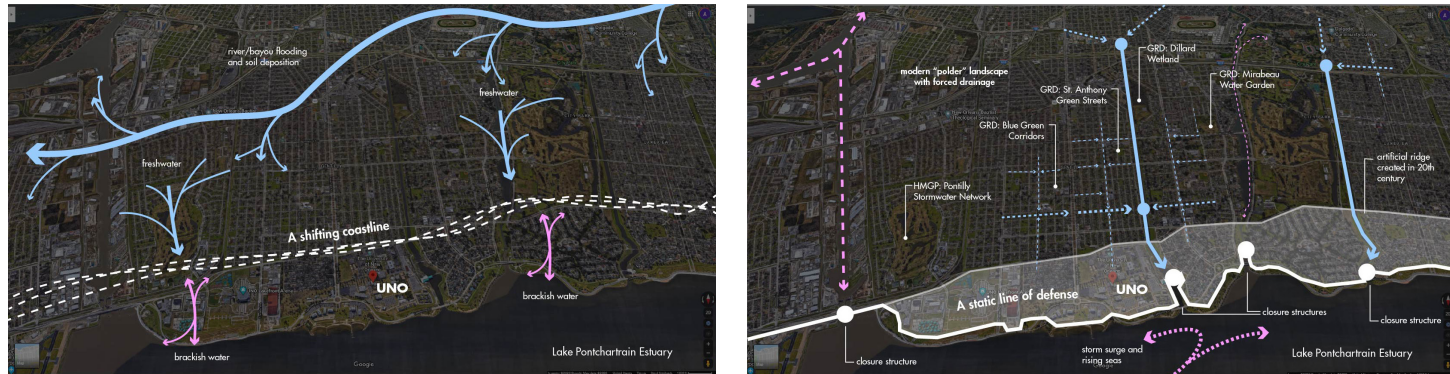 river/bayou flooding
and soil deposition
freshwater
freshwater
A shifting coastline
UNO
brackish water
brackish water
Lake Pontchartrain Estuary
Google
modern "polder" landscape
with forced drainage
GRD: Dillard
Wetland
GRD: St. Anthony
Green Streets
GRD: Mirabeau
Water Garden
GRD: Blue Green
Corridors
HMGP: Pontilly
Stormwater Network
artificial ridge
created in 20th
century
A static line of defense
UNO
closure structures
closure structure
closure structure
storm surge and
rising seas
Lake Pontchartrain Estuary
Google